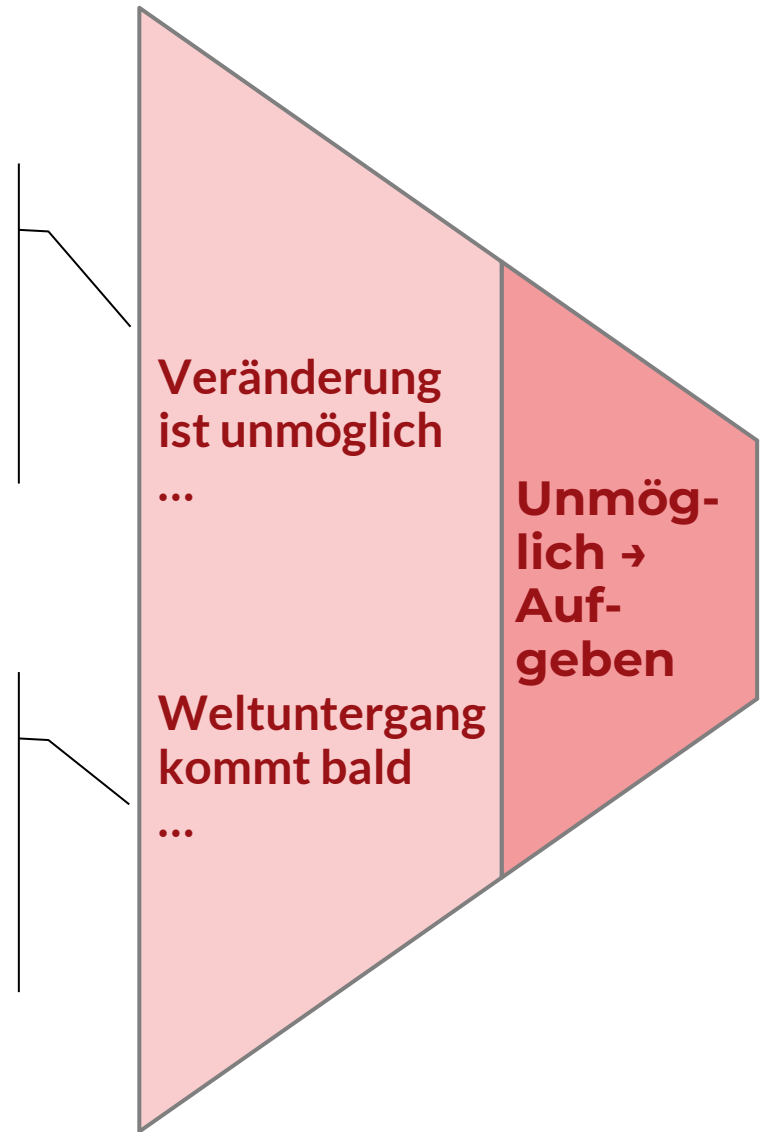 Veränderung
ist unmöglich
...
Weltuntergang
kommt bald
...
Unmög-
lich →
Auf-
geben